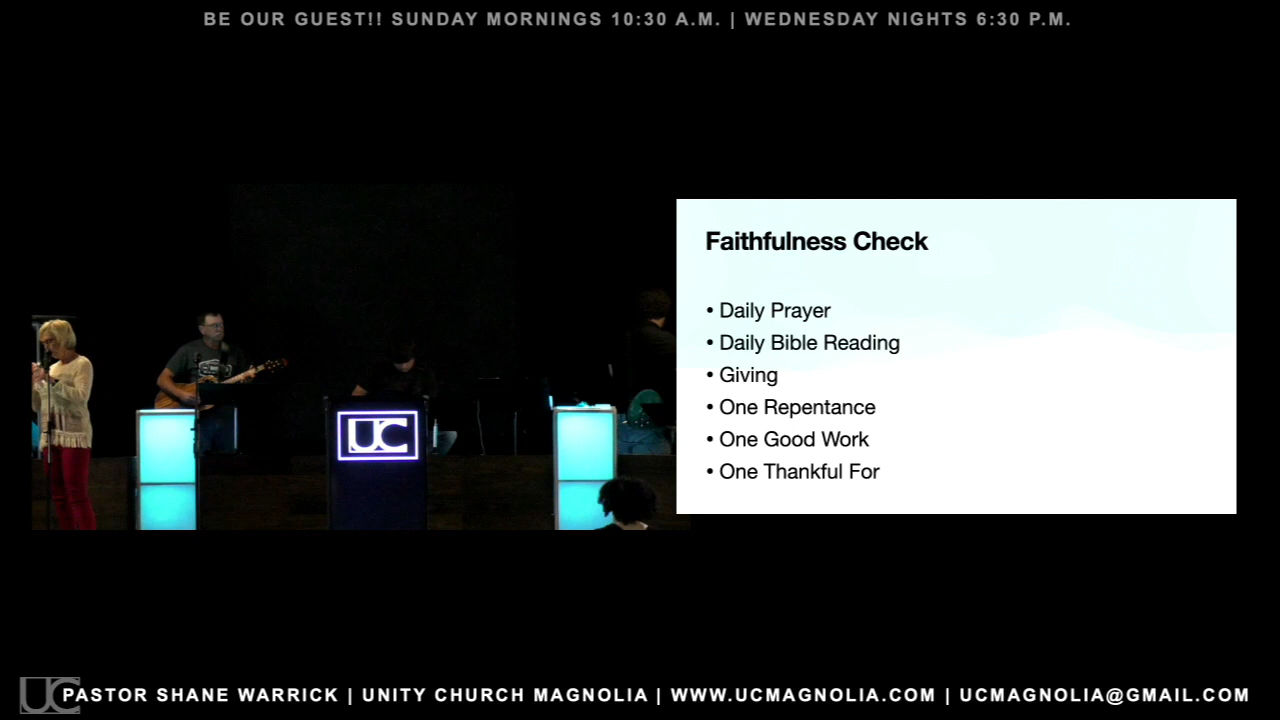 BE OUR GUEST!! SUNDAY MORNINGS 10:30 A.M. | WEDNESDAY NIGHTS 6:30 P.M.
Faithfulness Check
• Daily Prayer
• Daily Bible Reading
• Giving
• One Repentance
• One Good Work
• One Thankful For
UC
UC PASTOR SHANE WARRICK | UNITY CHURCH MAGNOLIA | WWW.UCMAGNOLIA.COM | UCMAGNOLIA@GMAIL.COM